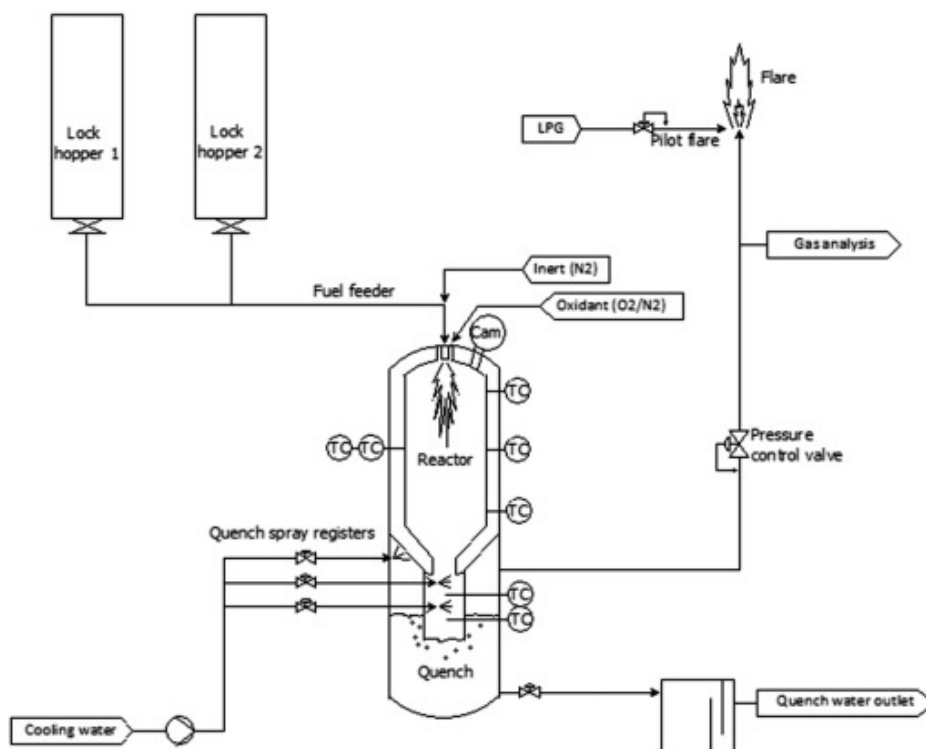 Lock
hopper 1
Lock
hopper 2
Flare
LPG
Pilot flare
Gas analysis
Inert (N2)
Fuel feeder
Oxidant (O2/N2)
Cam
TC
TC
TC
TC
Reactor
Pressure
control valve
TC
Quench spray registers
TC
TC
Quench
Cooling water
Quench water outlet